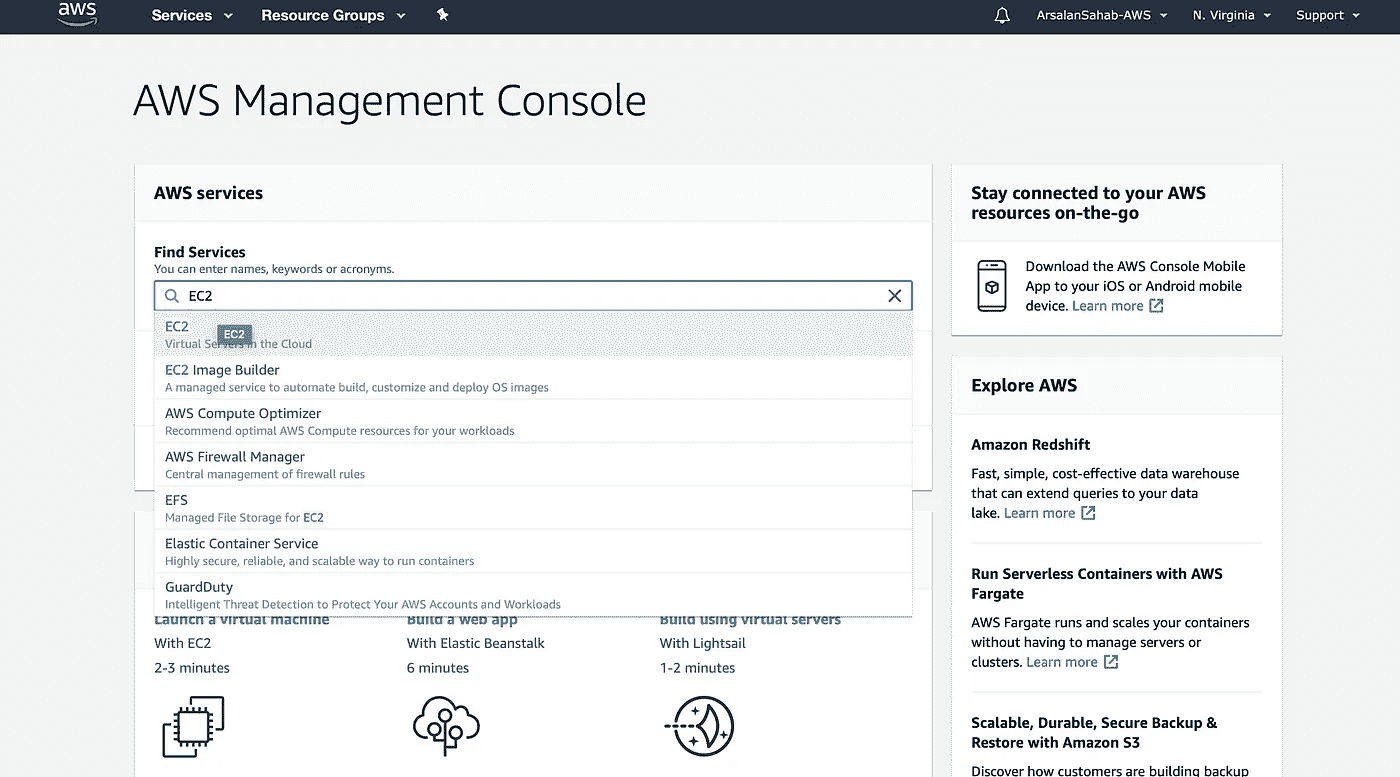 aws
Services
Resource Groups
ArsalanSahab-AWS
N. Virginia
Support
AWS Management Console
AWS services
Find Services
You can enter names, keywords or acronyms.
EC2
EC2
EC2
Virtual Servers in the Cloud
EC2 Image Builder
A managed service to automate build, customize and deploy OS images
AWS Compute Optimizer
Recommend optimal AWS Compute resources for your workloads
AWS Firewall Manager
Central management of firewall rules
EFS
Managed File Storage for EC2
Elastic Container Service
Highly secure, reliable, and scalable way to run containers
GuardDuty
Intelligent Threat Detection to Protect Your AWS Accounts and Workloads
Launch a virtual machine
With EC2
2-3 minutes
Build a web app
With Elastic Beanstalk
6 minutes
Build using virtual servers
With Lightsail
1-2 minutes
Stay connected to your AWS
resources on-the-go
Download the AWS Console Mobile
App to your iOS or Android mobile
device. Learn more
Explore AWS
Amazon Redshift
Fast, simple, cost-effective data warehouse
that can extend queries to your data
lake. Learn more
Run Serverless Containers with AWS
Fargate
AWS Fargate runs and scales your containers
without having to manage servers or
clusters. Learn more
Scalable, Durable, Secure Backup &
Restore with Amazon S3
Discover how customers are building backup